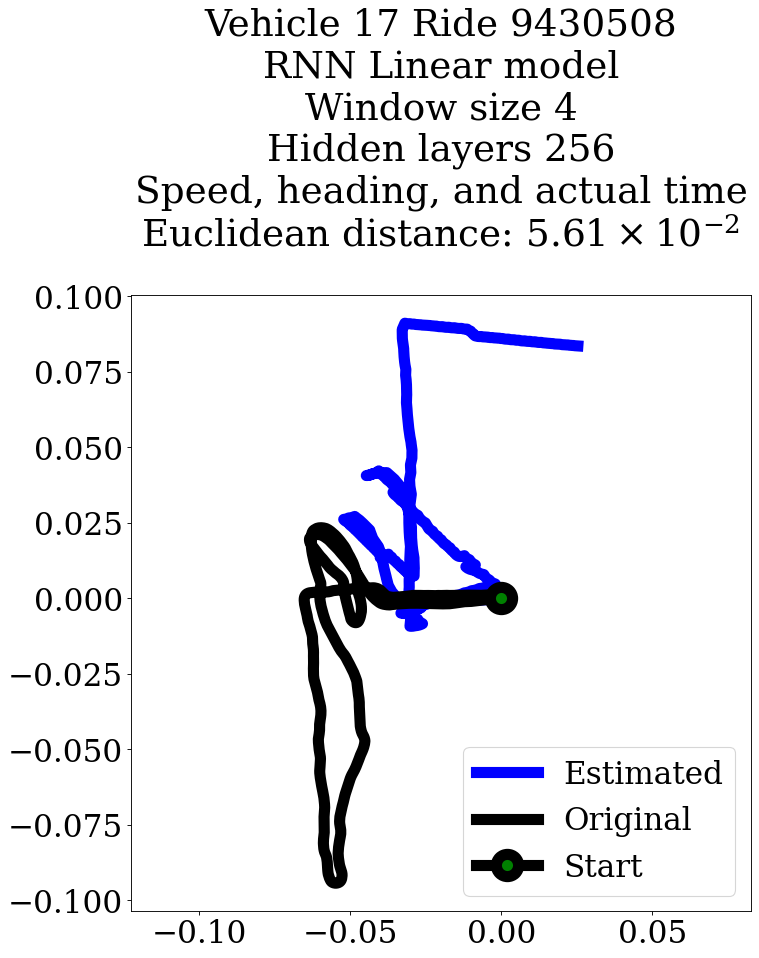 Vehicle 17 Ride 9430508
RNN Linear model
Window size 4
Hidden layers 256
Speed, heading, and actual time
Euclidean distance: 5.61 × 10⁻²
0.100
0.075
0.050
0.025
0.000
−0.025
−0.050
−0.075
−0.100
Estimated
Original
Start
−0.10 −0.05 0.00 0.05